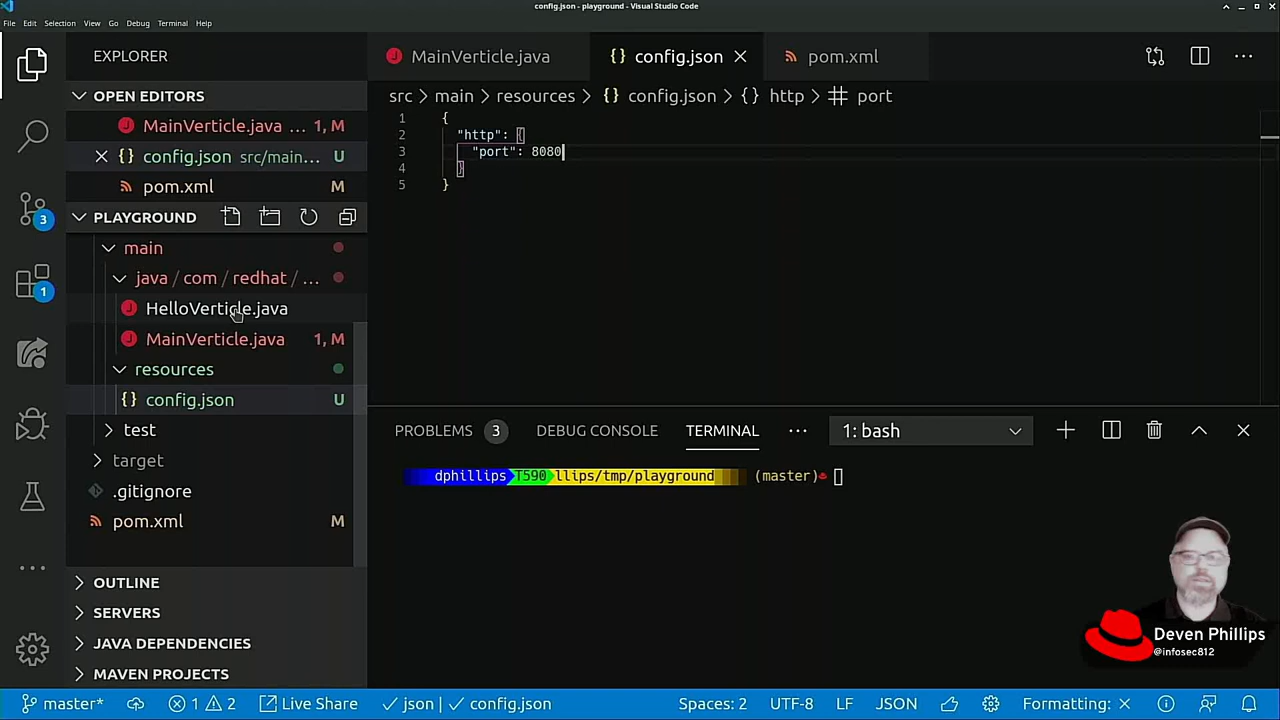 config.json - playground - Visual Studio Code
File Edit Selection View Go Debug Terminal Help
EXPLORER
MainVerticle.java
config.json
pom.xml
OPEN EDITORS
MainVerticle.java ... 1, M
config.json src/main... U
pom.xml M
PLAYGROUND
main
java / com / redhat / ...
HelloVerticle.java
MainVerticle.java 1, M
resources
config.json U
test
target
.gitignore
pom.xml M
OUTLINE
SERVERS
JAVA DEPENDENCIES
MAVEN PROJECTS
3
1
src > main > resources > {} config.json > {} http > # port
1 {
2 "http": {
3 "port": 8080
4 }
5 }
PROBLEMS 3 DEBUG CONSOLE TERMINAL ... 1: bash
dphillips T590 llips/tmp/playground (master)
Deven Phillips
@infosec812
master* 1 2 Live Share json | config.json Spaces: 2 UTF-8 LF JSON Formatting: ×